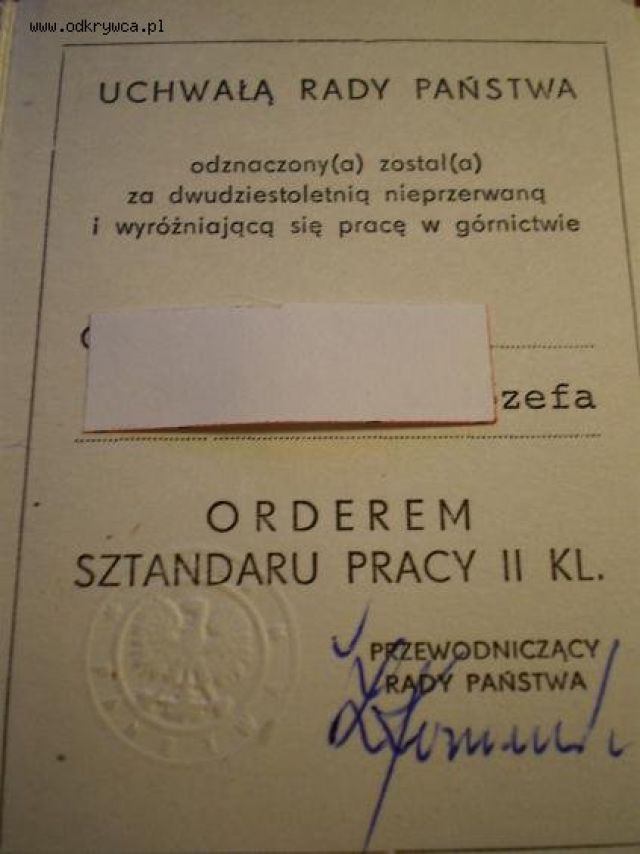 www.odkrywca.pl
UCHWAŁĄ RADY PAŃSTWA
odznaczony(a) został(a)
za dwudziestoletnią nieprzerwaną
i wyróżniającą się pracę w górnictwie
zefa
ORDEREM
SZTANDARU PRACY II KL.
PRZEWODNICZĄCY
RADY PAŃSTWA